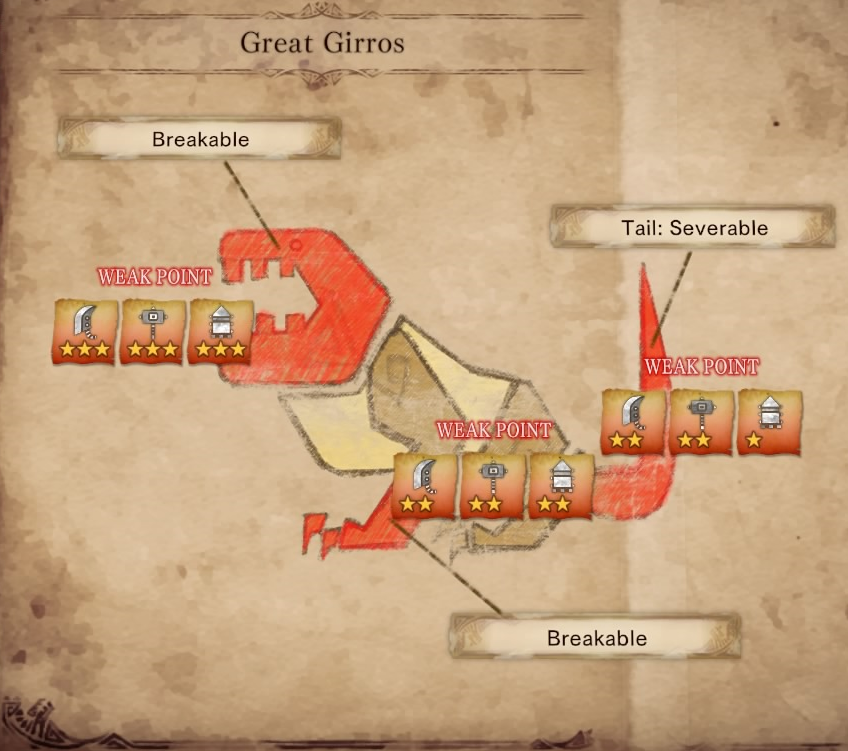 Great Girros
Breakable
Tail: Severable
WEAK POINT
WEAK POINT
WEAK POINT
Breakable